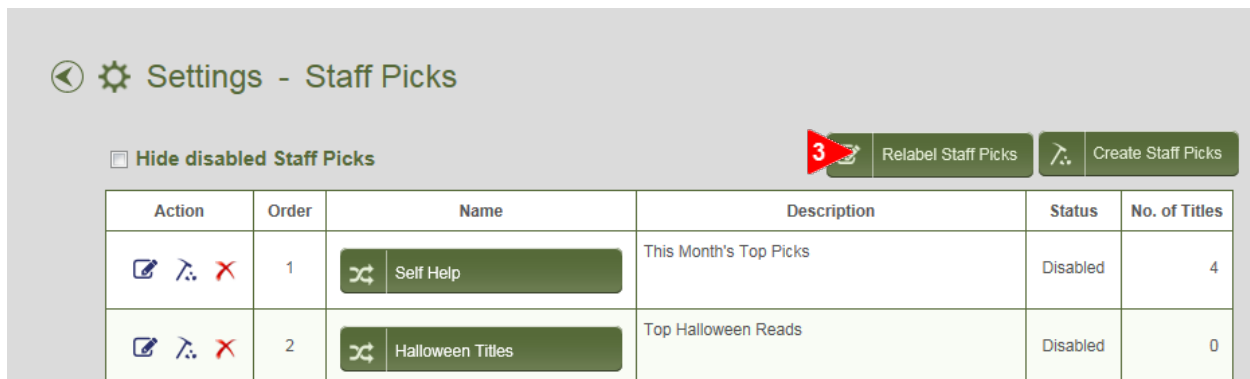 Settings - Staff Picks
Hide disabled Staff Picks
3 Relabel Staff Picks Create Staff Picks
Action Order Name Description Status No. of Titles
1 Self Help This Month's Top Picks Disabled 4
2 Halloween Titles Top Halloween Reads Disabled 0